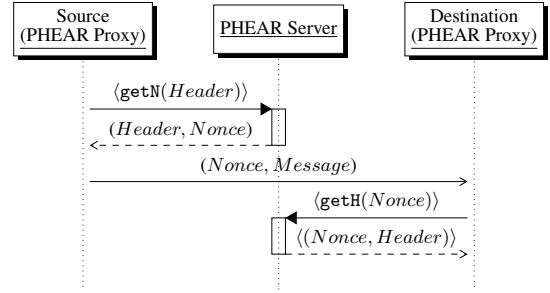 Source
(PHEAR Proxy)
PHEAR Server
Destination
(PHEAR Proxy)
⟨getN(Header)⟩
(Header, Nonce)
(Nonce, Message)
⟨getH(Nonce)⟩
⟨(Nonce, Header)⟩